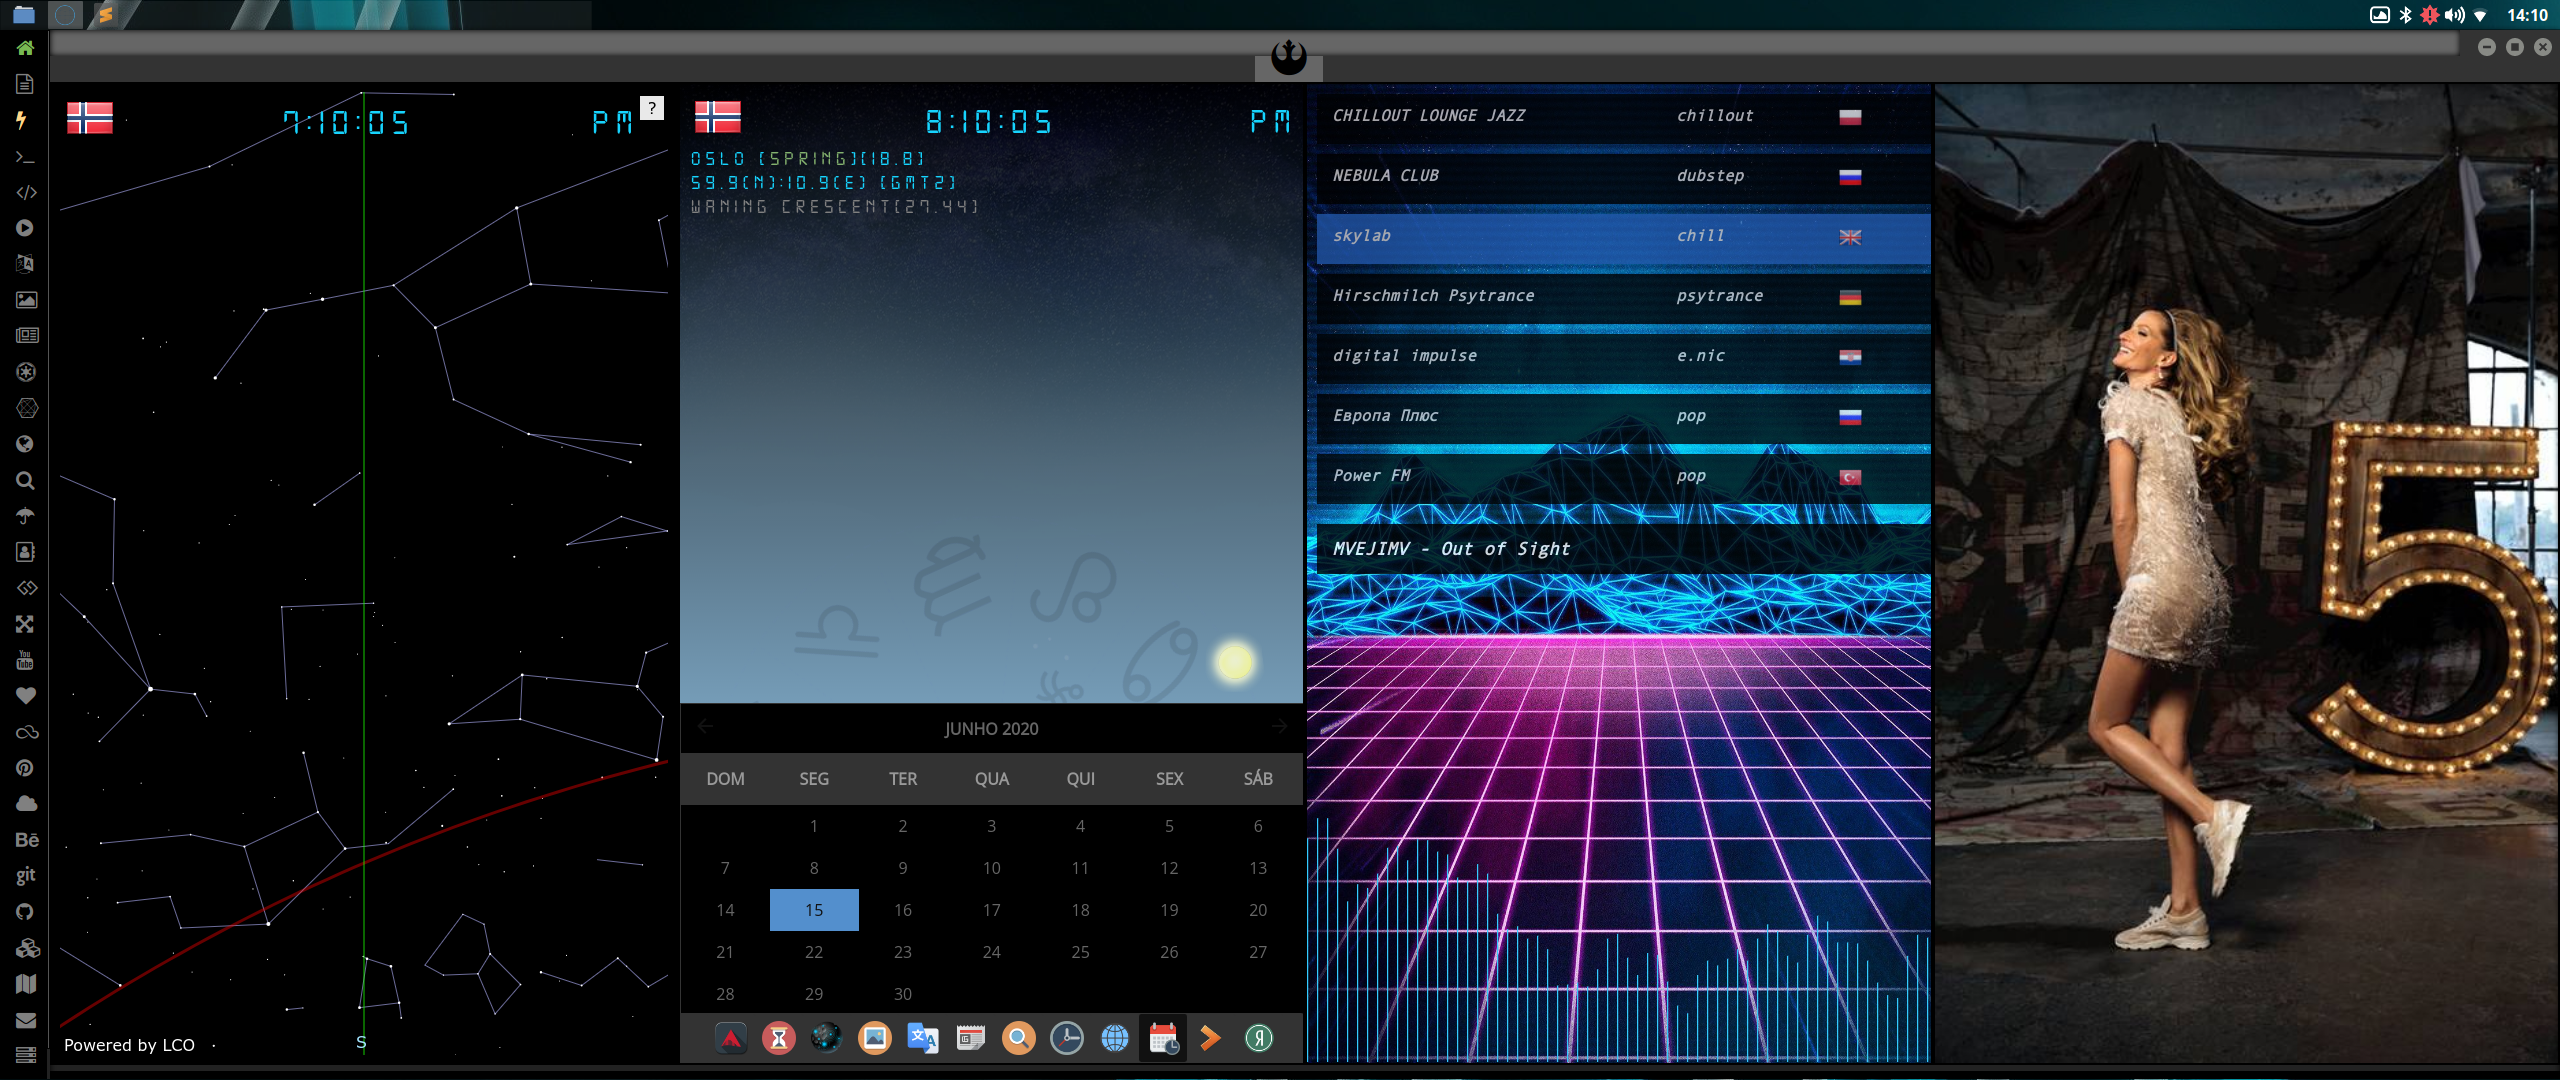 14:10
7:10:05 PM
?
8:10:05 PM
OSLO [SPRING][18.8]
59.9(N):10.9(E) [GMT2]
WANING CRESCENT[27.44]
CHILLOUT LOUNGE JAZZ chillout
NEBULA CLUB dubstep
skylab chill
Hirschmilch Psytrance psytrance
digital impulse e.nic
Европа Плюс pop
Power FM pop
MVEJIMV - Out of Sight
JUNHO 2020
DOM SEG TER QUA QUI SEX SÁB
1 2 3 4 5 6
7 8 9 10 11 12 13
14 15 16 17 18 19 20
21 22 23 24 25 26 27
28 29 30
Powered by LCO
S
You
Tube
Bē
git
5